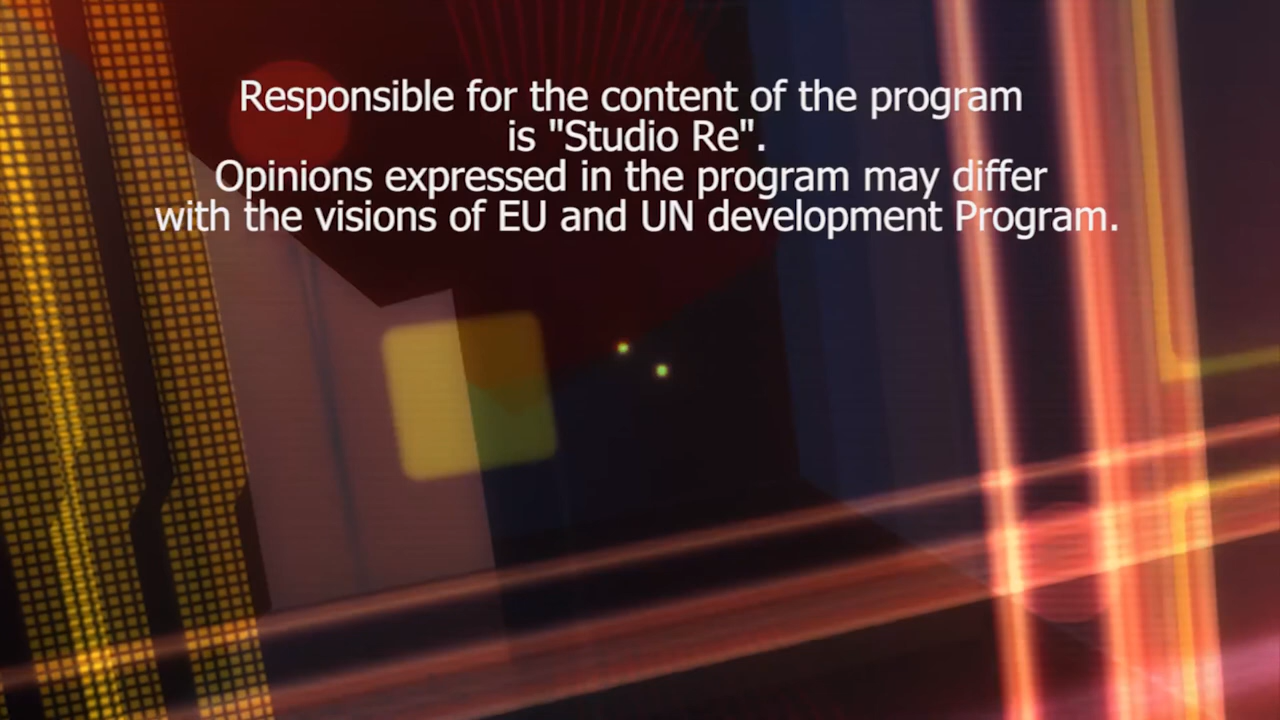 Responsible for the content of the program
is "Studio Re".
Opinions expressed in the program may differ
with the visions of EU and UN development Program.